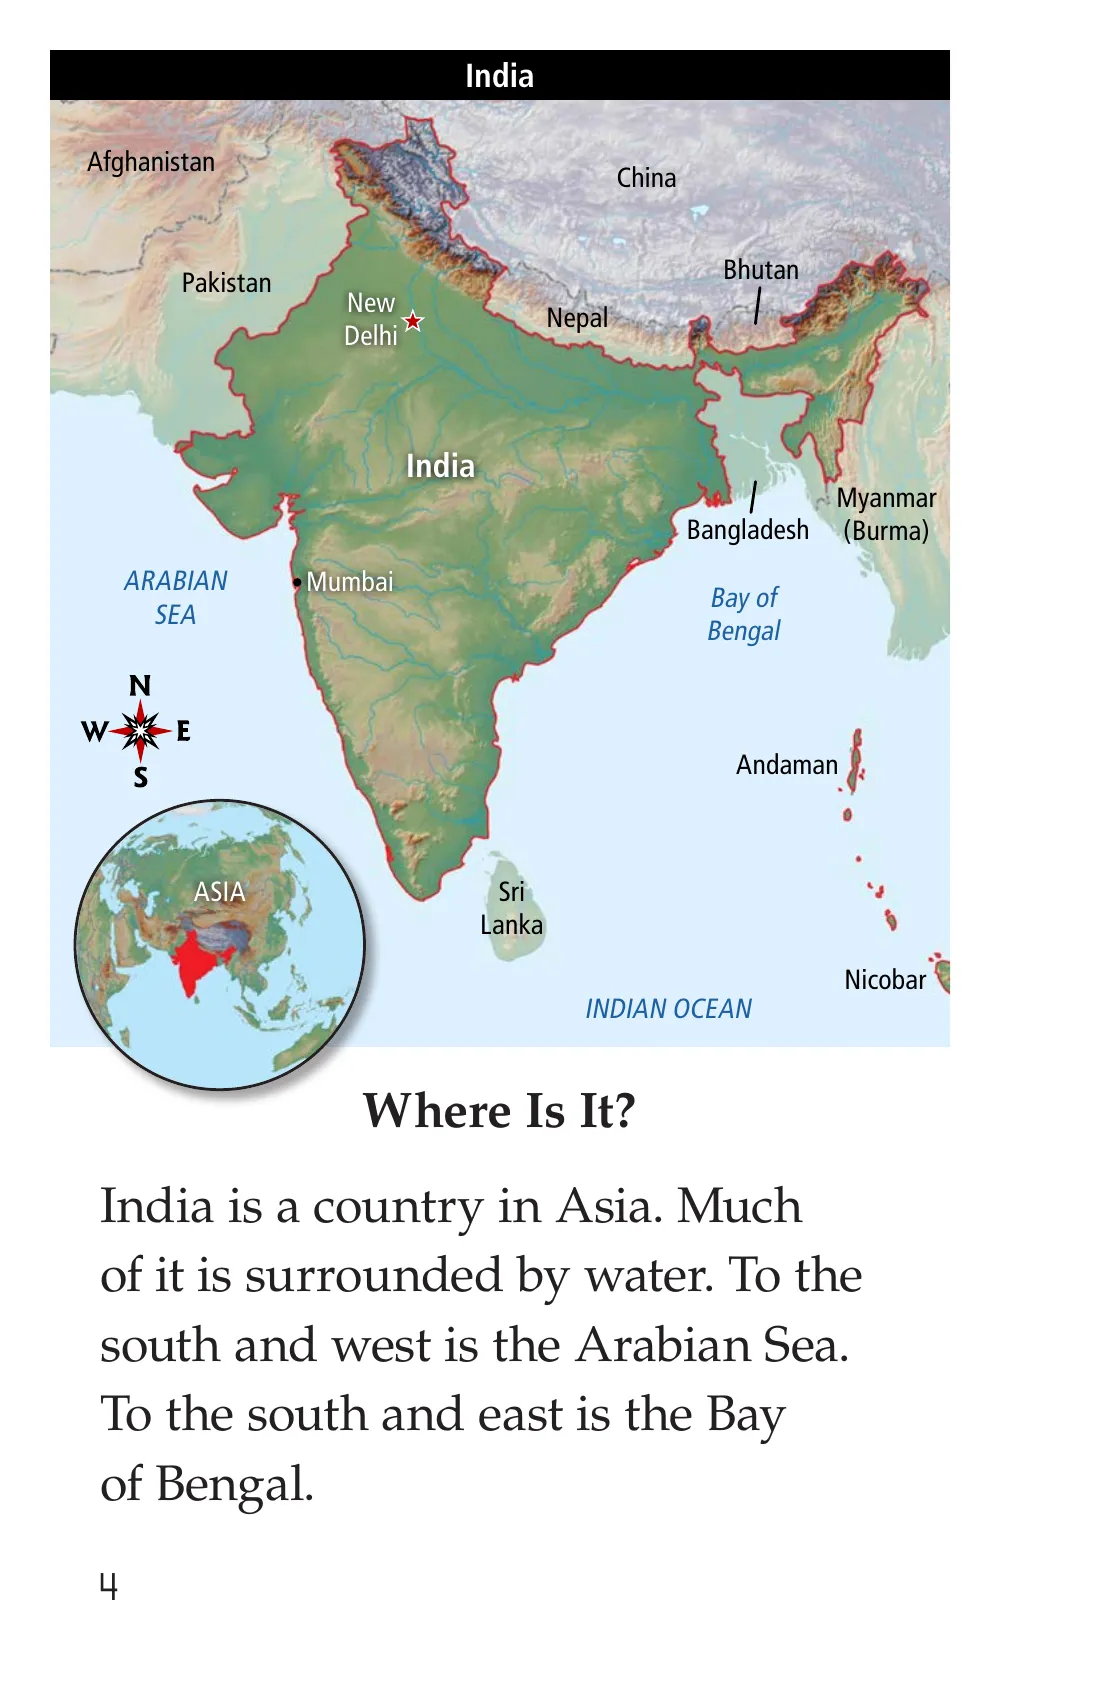 India
Afghanistan
China
Bhutan
Pakistan
New
Delhi
Nepal
India
Myanmar
(Burma)
Bangladesh
ARABIAN
SEA
Mumbai
Bay of
Bengal
N
W E
S
Andaman
ASIA
Sri
Lanka
Nicobar
INDIAN OCEAN
Where Is It?
India is a country in Asia. Much
of it is surrounded by water. To the
south and west is the Arabian Sea.
To the south and east is the Bay
of Bengal.
4